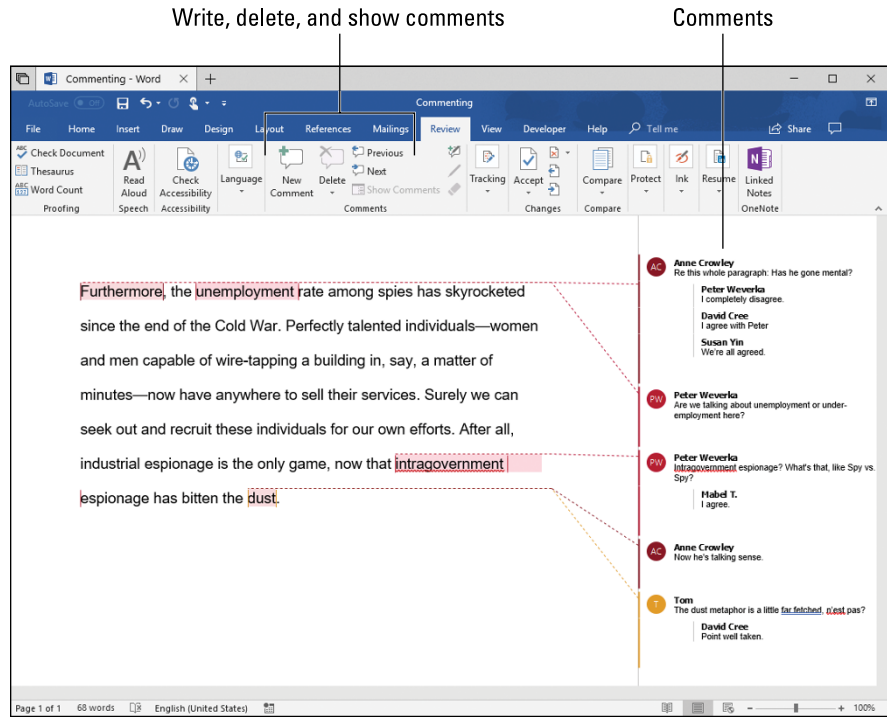 Write, delete, and show comments
Comments
Commenting - Word
AutoSave Off
Commenting
File Home Insert Draw Design Layout References Mailings Review View Developer Help Tell me Share
ABC Check Document
Thesaurus
ABC 123 Word Count
Proofing
A
Read Aloud
Speech
Check Accessibility
Accessibility
Language
New Comment
Delete
Previous
Next
Show Comments
Comments
Tracking
Accept
Changes
Compare
Compare
Protect
Ink
Resume
N
Linked Notes
OneNote
Furthermore, the unemployment rate among spies has skyrocketed
since the end of the Cold War. Perfectly talented individuals—women
and men capable of wire-tapping a building in, say, a matter of
minutes—now have anywhere to sell their services. Surely we can
seek out and recruit these individuals for our own efforts. After all,
industrial espionage is the only game, now that intragovernment
espionage has bitten the dust.
AC Anne Crowley
Re this whole paragraph: Has he gone mental?
Peter Weverka
I completely disagree.
David Cree
I agree with Peter
Susan Yin
We're all agreed.
PW Peter Weverka
Are we talking about unemployment or under-
employment here?
PW Peter Weverka
Intragovernment espionage? What's that, like Spy vs.
Spy?
Mabel T.
I agree.
AC Anne Crowley
Now he's talking sense.
T Tom
The dust metaphor is a little far fetched, n'est pas?
David Cree
Point well taken.
Page 1 of 1 68 words English (United States) 100%